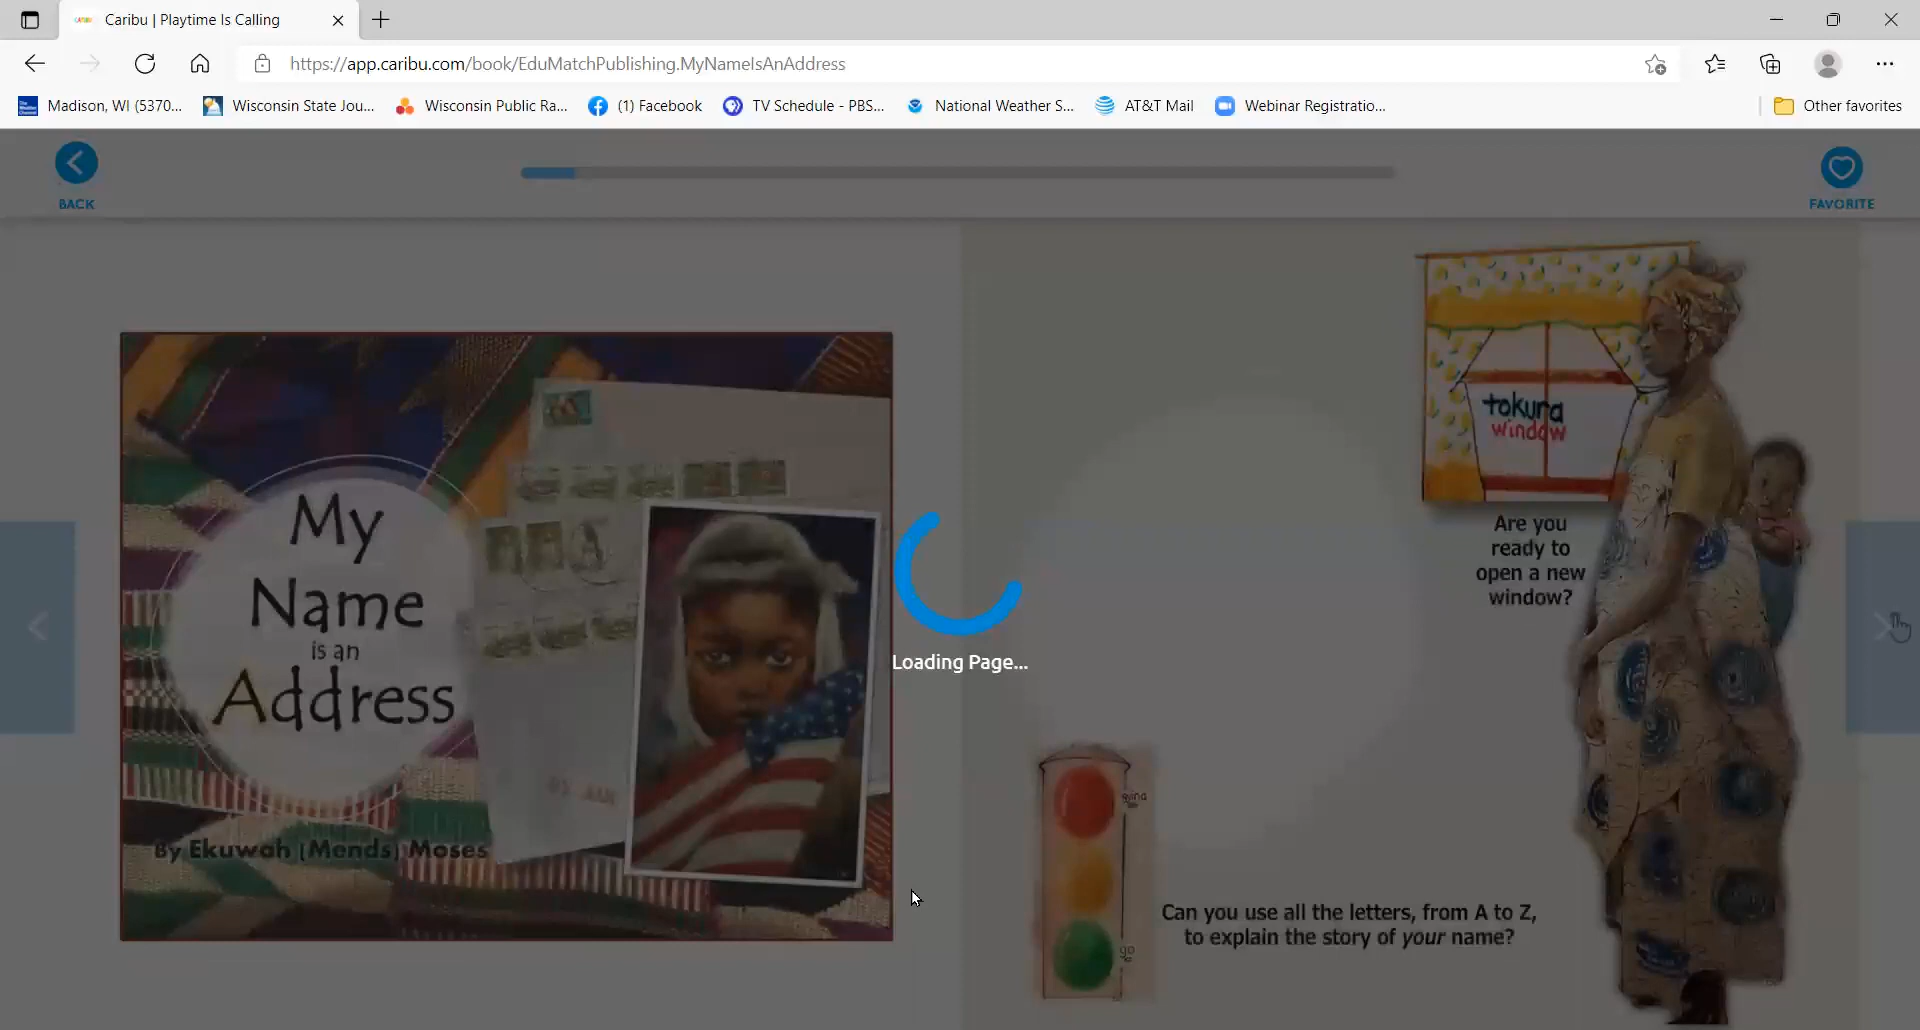 Caribu | Playtime Is Calling
https://app.caribu.com/book/EduMatchPublishing.MyNameIsAnAddress
Madison, WI (5370...
Wisconsin State Jou...
Wisconsin Public Ra...
(1) Facebook
TV Schedule - PBS...
National Weather S...
AT&T Mail
Webinar Registratio...
Other favorites
BACK
FAVORITE
My
Name
is an
Address
By Ekuwah (Mends) Moses
Loading Page...
tokura
window
Are you
ready to
open a new
window?
go
Can you use all the letters, from A to Z,
to explain the story of your name?